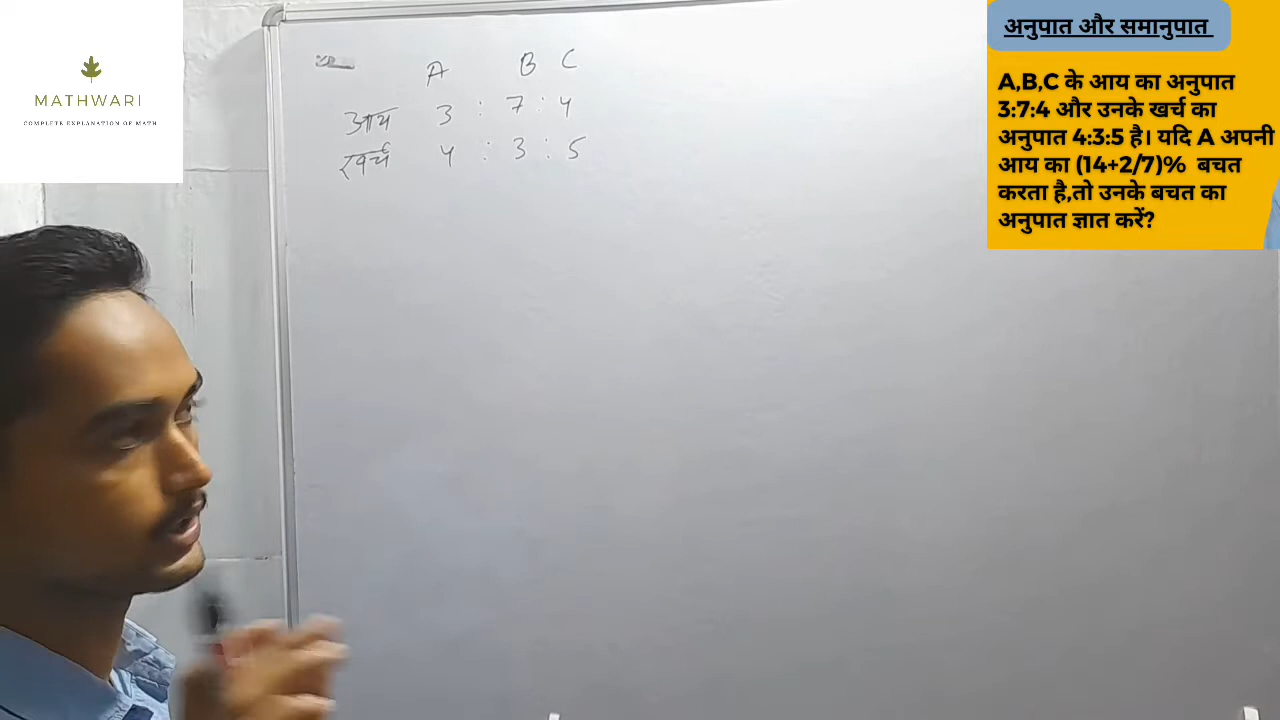 MATHWARI
COMPLETE EXPLANATION OF MATH
A B C
आय 3 : 7 : 4
खर्च 4 : 3 : 5
अनुपात और समानुपात
A,B,C के आय का अनुपात
3:7:4 और उनके खर्च का
अनुपात 4:3:5 है। यदि A अपनी
आय का (14+2/7)% बचत
करता है,तो उनके बचत का
अनुपात ज्ञात करें?